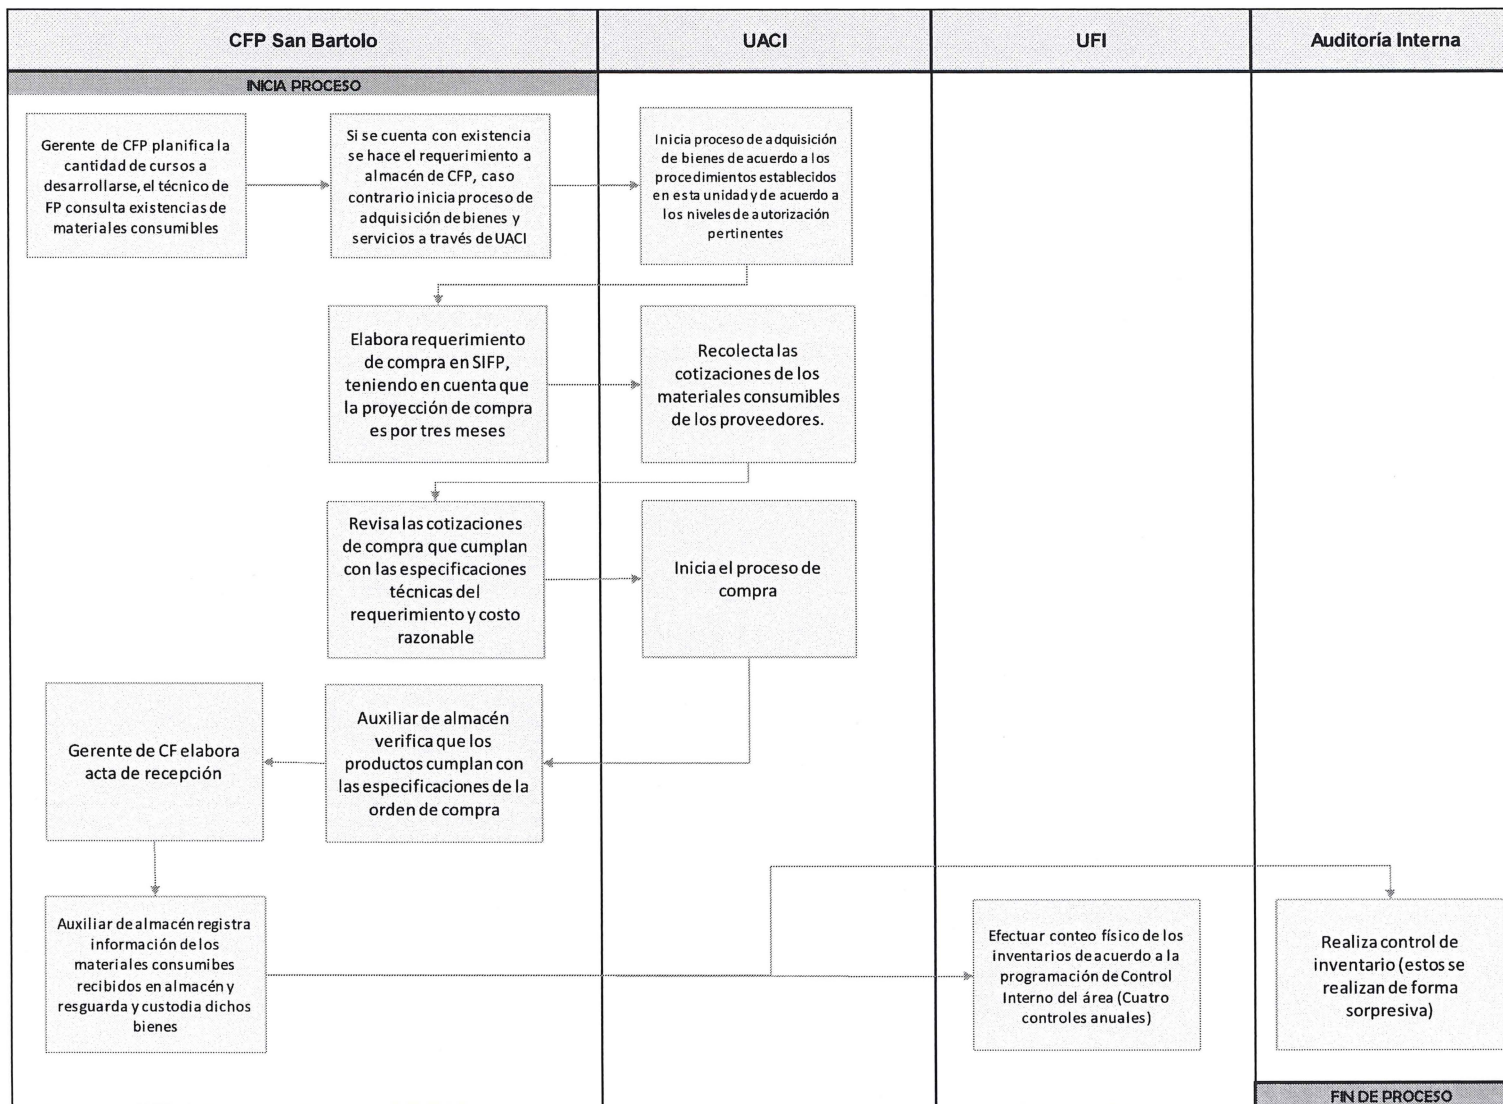 CFP San Bartolo
UACI
UFI
Auditoría Interna
INICIA PROCESO
Gerente de CFP planifica la
cantidad de cursos a
desarrollarse, el técnico de
FP consulta existencias de
materiales consumibles
Si se cuenta con existencia
se hace el requerimiento a
almacén de CFP, caso
contrario inicia proceso de
adquisición de bienes y
servicios a través de UACI
Inicia proceso de adquisición
de bienes de acuerdo a los
procedimientos establecidos
en esta unidad y de acuerdo a
los niveles de autorización
pertinentes
Elabora requerimiento
de compra en SIFP,
teniendo en cuenta que
la proyección de compra
es por tres meses
Recolecta las
cotizaciones de los
materiales consumibles
de los proveedores.
Revisa las cotizaciones
de compra que cumplan
con las especificaciones
técnicas del
requerimiento y costo
razonable
Inicia el proceso de
compra
Auxiliar de almacén
verifica que los
productos cumplan con
las especificaciones de la
orden de compra
Gerente de CF elabora
acta de recepción
Auxiliar de almacén registra
información de los
materiales consumibes
recibidos en almacén y
resguarda y custodia dichos
bienes
Efectuar conteo físico de los
inventarios de acuerdo a la
programación de Control
Interno del área (Cuatro
controles anuales)
Realiza control de
inventario (estos se
realizan de forma
sorpresiva)
FIN DE PROCESO